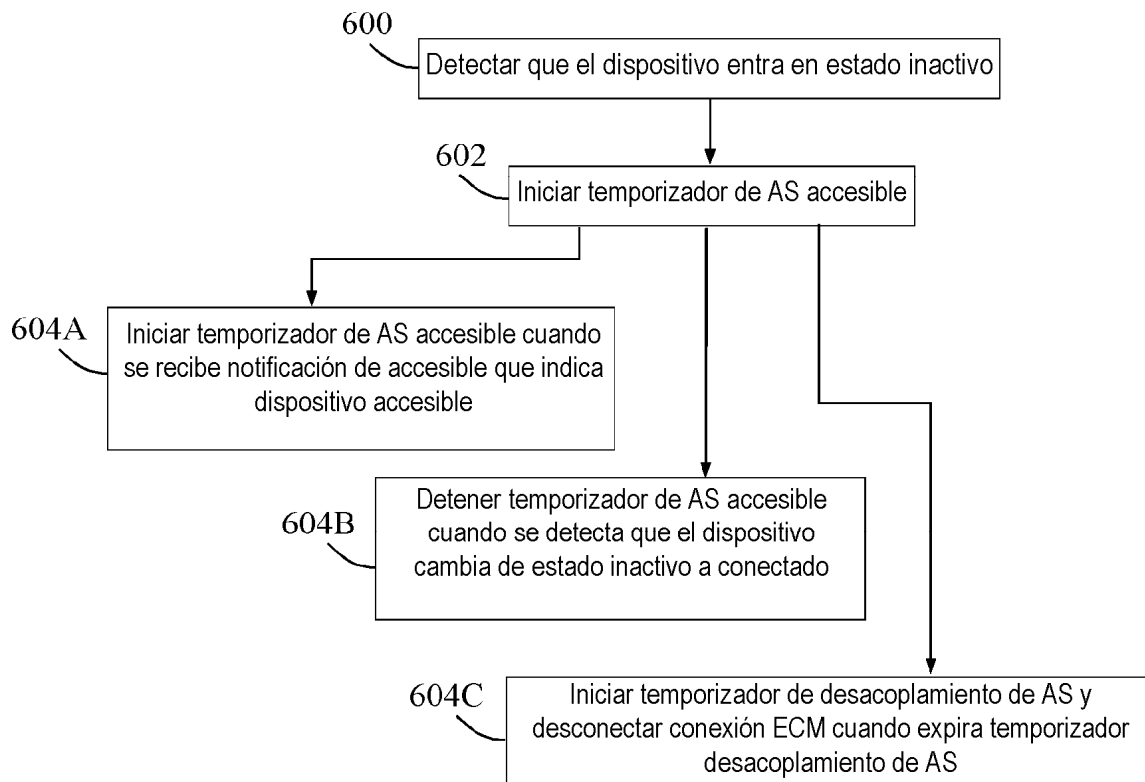 600
Detectar que el dispositivo entra en estado inactivo
602
Iniciar temporizador de AS accesible
604A
Iniciar temporizador de AS accesible cuando
se recibe notificación de accesible que indica
dispositivo accesible
604B
Detener temporizador de AS accesible
cuando se detecta que el dispositivo
cambia de estado inactivo a conectado
604C
Iniciar temporizador de desacoplamiento de AS y
desconectar conexión ECM cuando expira temporizador
desacoplamiento de AS